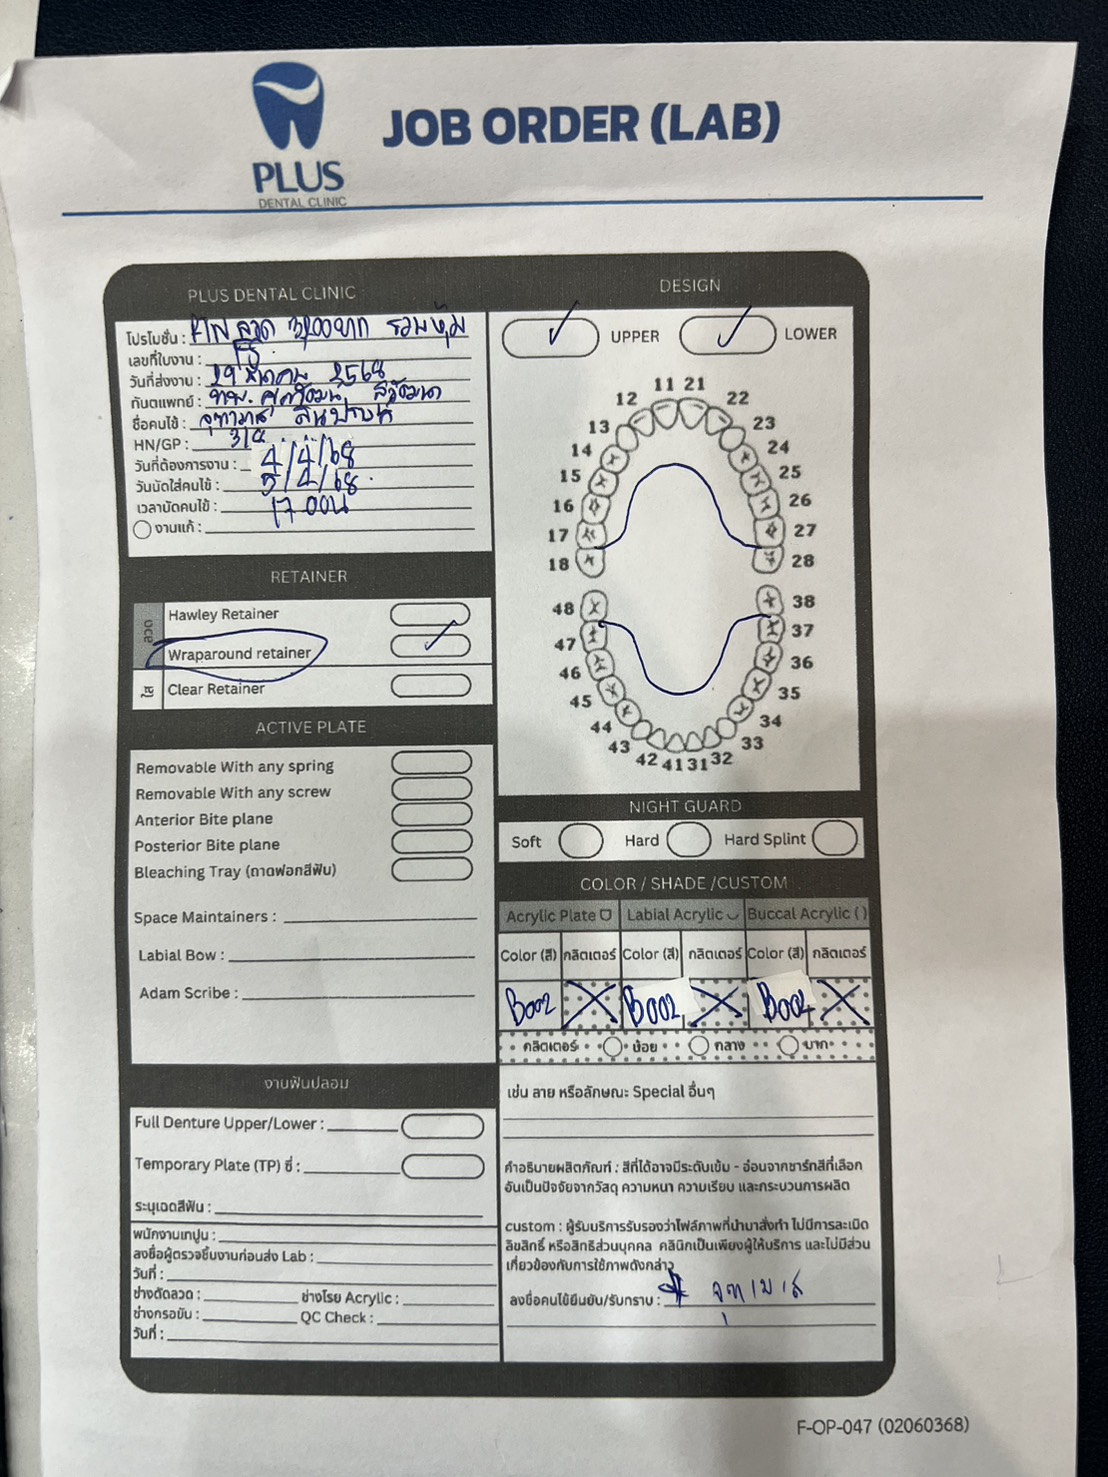 PLUS
DENTAL CLINIC
JOB ORDER (LAB)
PLUS DENTAL CLINIC
โปรโมชั่น : ลวด รวมหุ้ม
เลขที่ใบงาน :
วันที่ส่งงาน : 29 มีนาคม 2568
ทันตแพทย์ : ทพ.
ชื่อคนไข้ :
HN/GP :
วันที่ต้องการงาน : 4/4/68
วันนัดใส่คนไข้ : 5/4/68
เวลานัดคนไข้ : 17.00น
งานแก้ :
RETAINER
ลวด
Hawley Retainer
Wraparound retainer
ใส
Clear Retainer
ACTIVE PLATE
Removable With any spring
Removable With any screw
Anterior Bite plane
Posterior Bite plane
Bleaching Tray (ถาดฟอกสีฟัน)
Space Maintainers :
Labial Bow :
Adam Scribe :
งานฟันปลอม
Full Denture Upper/Lower :
Temporary Plate (TP) ซี่ :
ระบุเฉดสีฟัน :
พนักงานเทปูน :
ลงชื่อผู้ตรวจชิ้นงานก่อนส่ง Lab :
วันที่ :
ช่างดัดลวด : ช่างโรย Acrylic :
ช่างกรอขัน : QC Check :
วันที่ :
DESIGN
UPPER LOWER
11 21
12 22
13 23
14 24
15 25
16 26
17 27
18 28
48 38
47 37
46 36
45 35
44 34
43 33
42 41 31 32
NIGHT GUARD
Soft Hard Hard Splint
COLOR / SHADE /CUSTOM
Acrylic Plate Labial Acrylic Buccal Acrylic ( )
Color (สี) กลิตเตอร์ Color (สี) กลิตเตอร์ Color (สี) กลิตเตอร์
B002 B002 B002
กลิตเตอร์ น้อย กลาง มาก
เช่น ลาย หรือลักษณะ Special อื่นๆ
คำอธิบายผลิตภัณฑ์ : สีที่ได้อาจมีระดับเข้ม - อ่อนจากชาร์ทสีที่เลือก
อันเป็นปัจจัยจากวัสดุ ความหนา ความเรียบ และกระบวนการผลิต
custom : ผู้รับบริการรับรองว่าไฟล์ภาพที่นำมาสั่งทำ ไม่มีการละเมิด
ลิขสิทธิ์ หรือสิทธิส่วนบุคคล คลินิกเป็นเพียงผู้ให้บริการ และไม่มีส่วน
เกี่ยวข้องกับการใช้ภาพดังกล่าว
ลงชื่อคนไข้ยืนยัน/รับทราบ :
F-OP-047 (02060368)